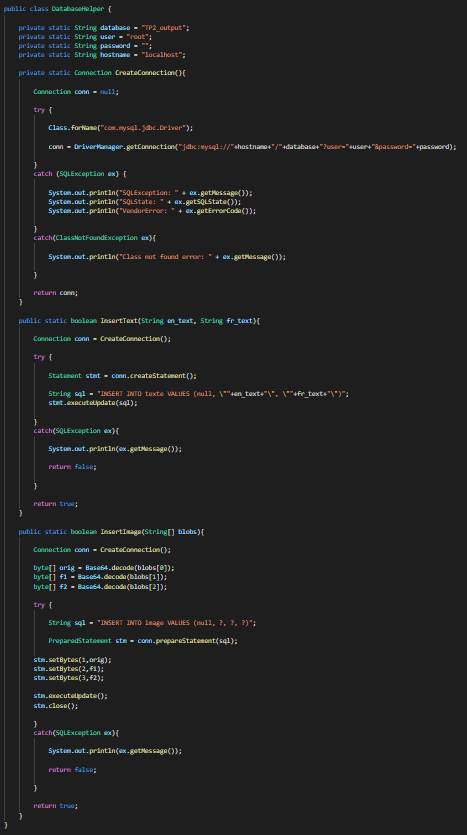 public class DatabaseHelper {
private static String database = "TP2_output";
private static String user = "root";
private static String password = "";
private static String hostname = "localhost";
private static Connection CreateConnection(){
Connection conn = null;
try {
Class.forName("com.mysql.jdbc.Driver");
conn = DriverManager.getConnection("jdbc:mysql://"+hostname+"/"+database+"?user="+user+"&password="+password);
}
catch (SQLException ex) {
System.out.println("SQLException: " + ex.getMessage());
System.out.println("SQLState: " + ex.getSQLState());
System.out.println("VendorError: " + ex.getErrorCode());
}
catch(ClassNotFoundException ex){
System.out.println("Class not found error: " + ex.getMessage());
}
return conn;
}
public static boolean InsertText(String en_text, String fr_text){
Connection conn = CreateConnection();
try {
Statement stmt = conn.createStatement();
String sql = "INSERT INTO texte VALUES (null, \""+en_text+"\", \""+fr_text+"\")";
stmt.executeUpdate(sql);
}
catch(SQLException ex){
System.out.println(ex.getMessage());
return false;
}
return true;
}
public static boolean InsertImage(String[] blobs){
Connection conn = CreateConnection();
byte[] orig = Base64.decode(blobs[0]);
byte[] f1 = Base64.decode(blobs[1]);
byte[] f2 = Base64.decode(blobs[2]);
try {
String sql = "INSERT INTO image VALUES (null, ?, ?, ?)";
PreparedStatement stm = conn.prepareStatement(sql);
stm.setBytes(1,orig);
stm.setBytes(2,f1);
stm.setBytes(3,f2);
stm.executeUpdate();
stm.close();
}
catch(SQLException ex){
System.out.println(ex.getMessage());
return false;
}
return true;
}
}